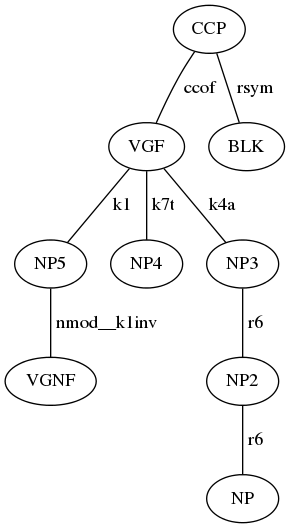 CCP
ccof rsym
VGF BLK
k1 k7t k4a
NP5 NP4 NP3
nmod__k1inv r6
VGNF NP2
r6
NP